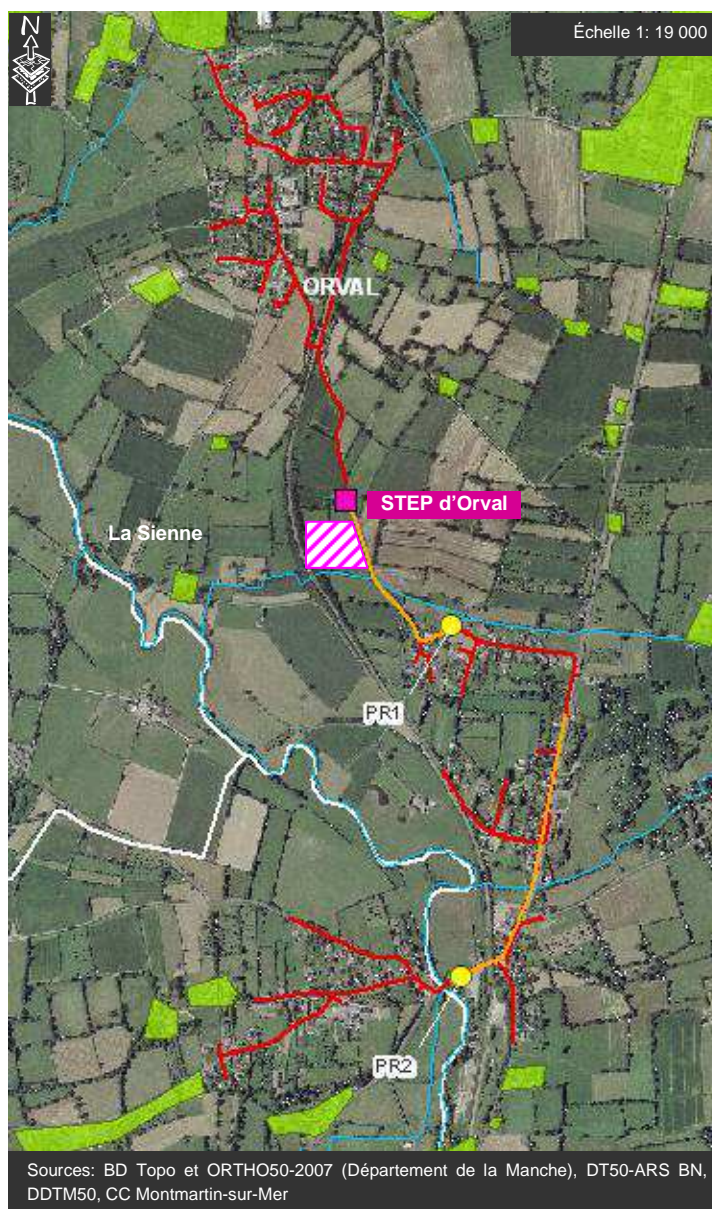 N
Échelle 1: 19 000
ORVAL
STEP d'Orval
La Sienne
PR1
PR2
Sources: BD Topo et ORTHO50-2007 (Département de la Manche), DT50-ARS BN,
DDTM50, CC Montmartin-sur-Mer